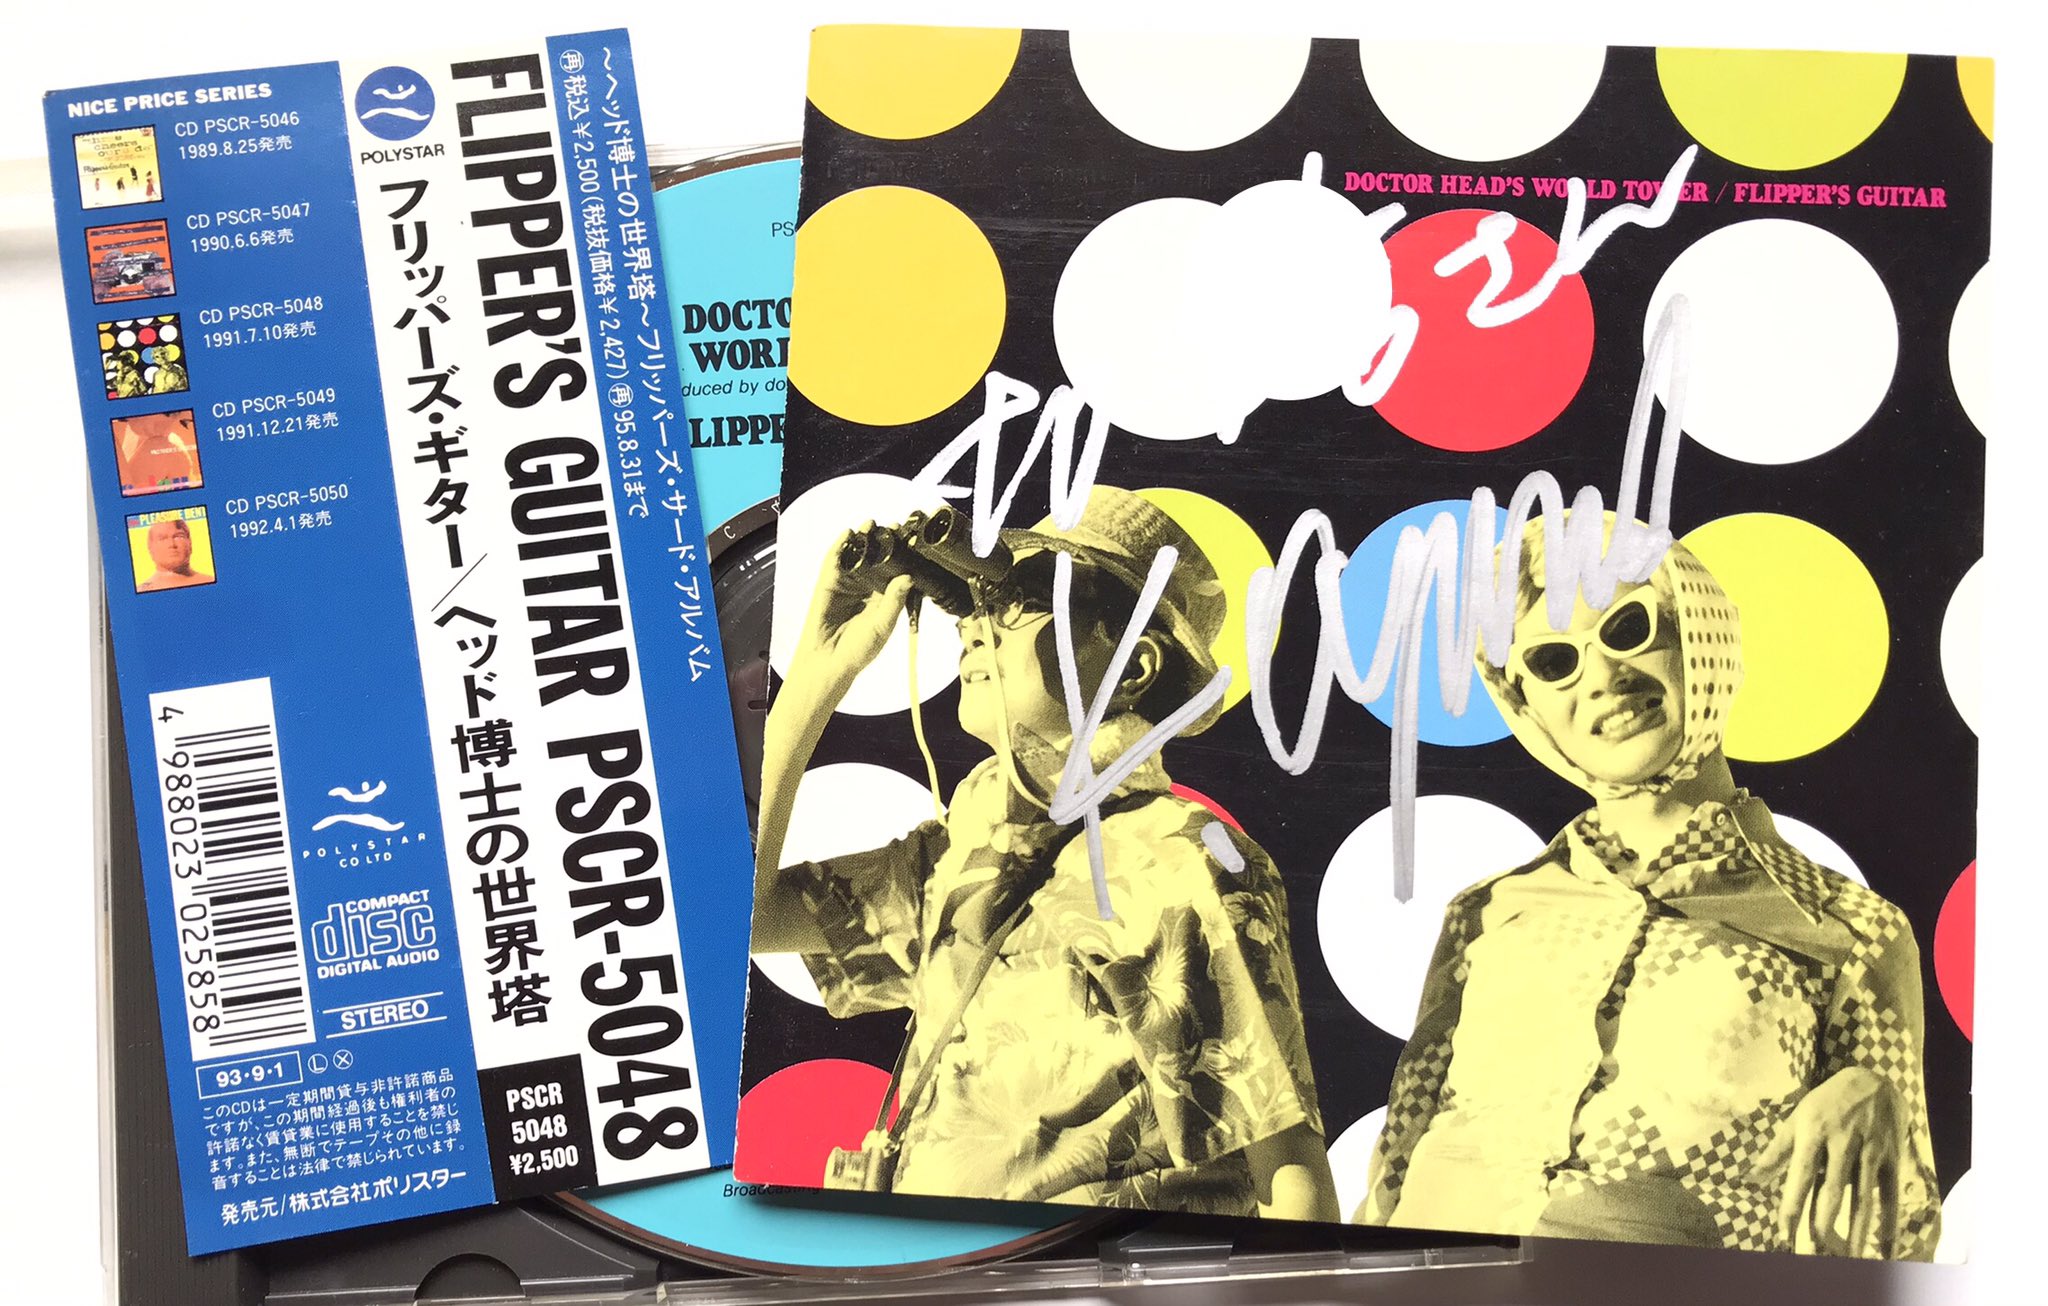 NICE PRICE SERIES
CD PSCR-5046
1989.8.25発売
CD PSCR-5047
1990.6.6発売
CD PSCR-5048
1991.7.10発売
CD PSCR-5049
1991.12.21発売
CD PSCR-5050
1992.4.1発売
PLEASURE BENT
4 988023 025858
POLYSTAR
CO LTD
COMPACT
disc
DIGITAL AUDIO
STEREO
93・9・1 Ⓛ Ⓧ
このCDは一定期間貸与非許諾商品
ですが、この期間経過後も権利者の
許諾なく賃貸業に使用することを禁じ
ます。また、無断でテープその他に録
音することは法律で禁じられています。
発売元/株式会社ポリスター
POLYSTAR
フリッパーズ・ギター/ヘッド博士の世界塔
FLIPPER'S GUITAR PSCR-5048
PSCR
5048
¥2,500
〜ヘッド博士の世界塔〜フリッパーズ・サード・アルバム
再税込¥2,500(税抜価格¥2,427)再95.8.31まで
PS
DOCTO
WORL
duced by do
LIPPE
Broadcasting
DOCTOR HEAD'S WORLD TOWER / FLIPPER'S GUITAR